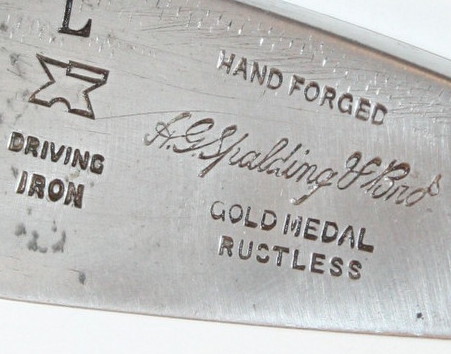 L
HAND FORGED
DRIVING
IRON
A.G. Spalding & Bros
GOLD MEDAL
RUSTLESS